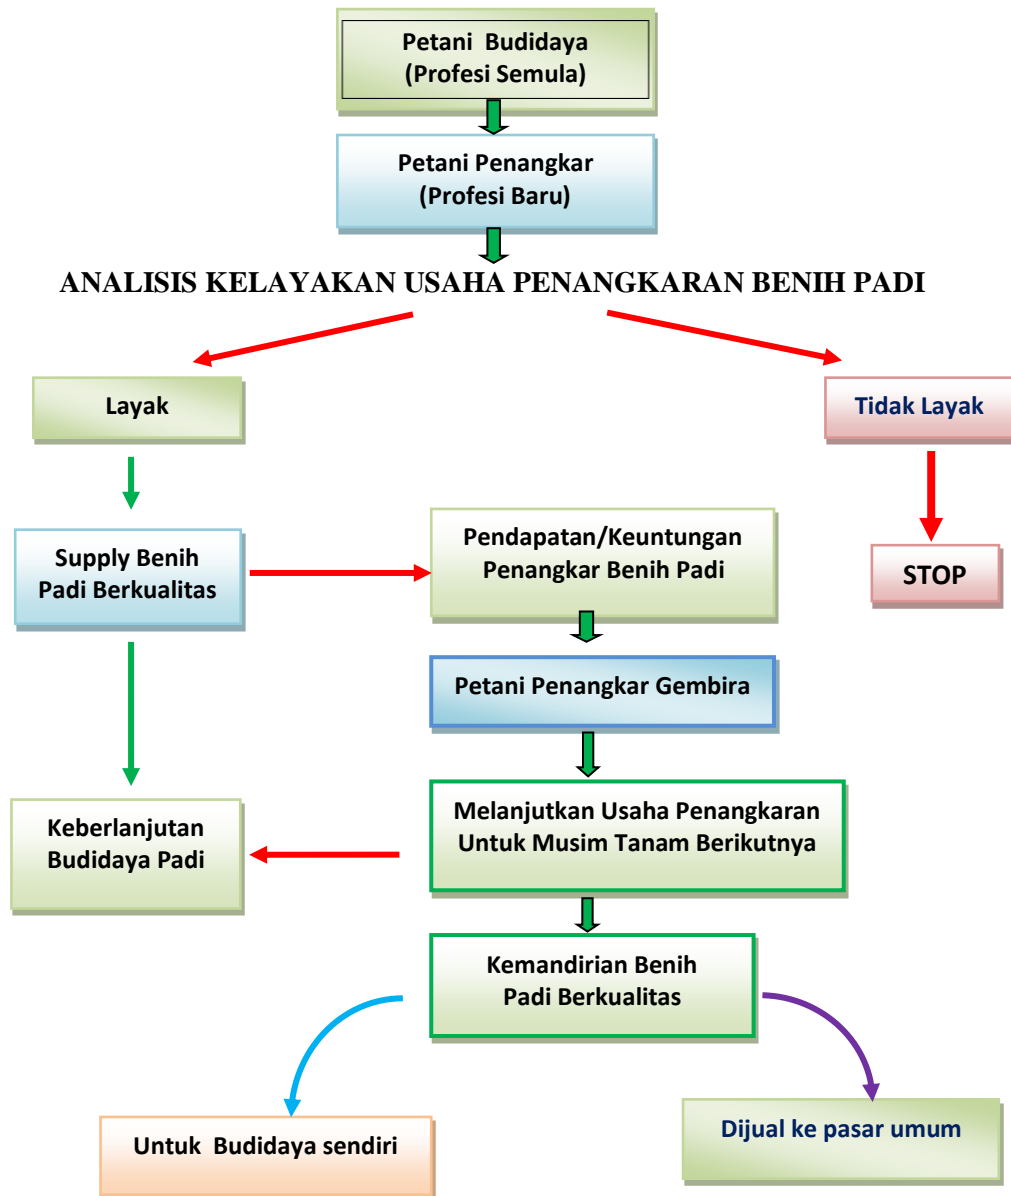 Petani Budidaya
(Profesi Semula)
Petani Penangkar
(Profesi Baru)
ANALISIS KELAYAKAN USAHA PENANGKARAN BENIH PADI
Layak
Tidak Layak
Supply Benih
Padi Berkualitas
Pendapatan/Keuntungan
Penangkar Benih Padi
STOP
Petani Penangkar Gembira
Keberlanjutan
Budidaya Padi
Melanjutkan Usaha Penangkaran
Untuk Musim Tanam Berikutnya
Kemandirian Benih
Padi Berkualitas
Untuk Budidaya sendiri
Dijual ke pasar umum